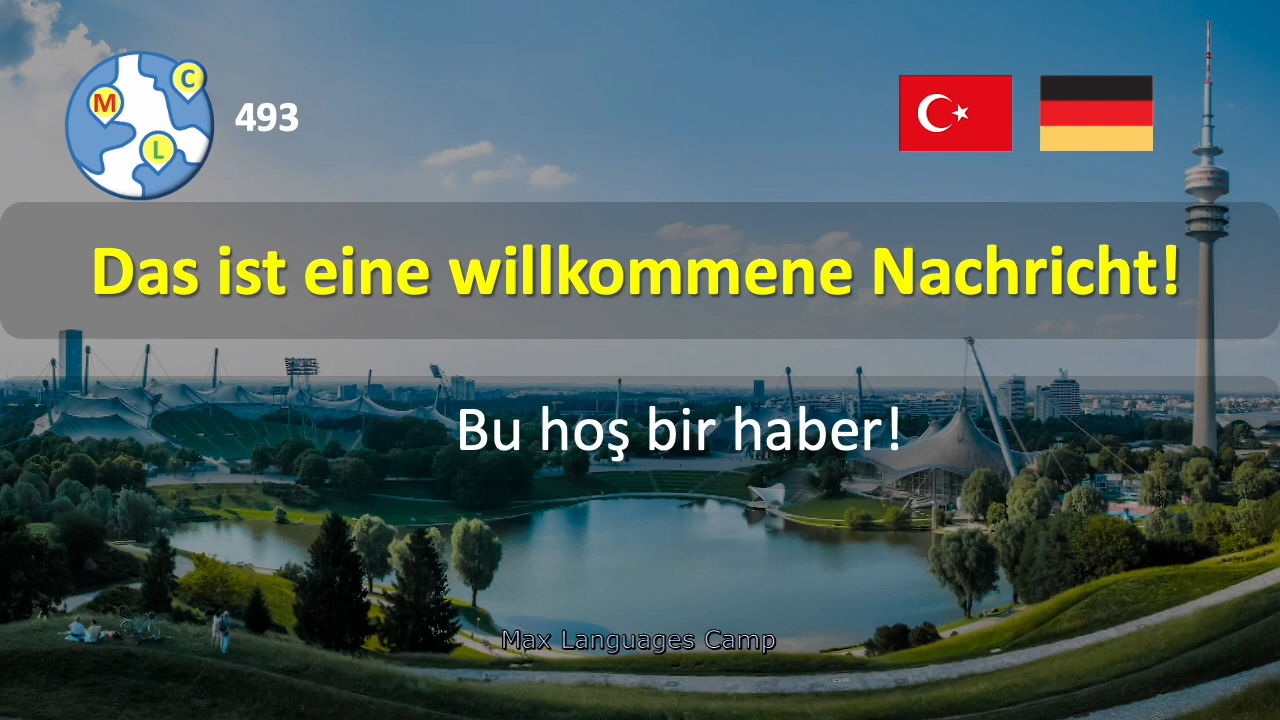 M
C
L
493
Das ist eine willkommene Nachricht!
Bu hoş bir haber!
Max Languages Camp